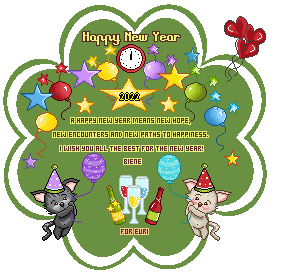 Happy New Year
2022
A HAPPY NEW YEAR MEANS NEW HOPE,
NEW ENCOUNTERS AND NEW PATHS TO HAPPINESS.
I WISH YOU ALL THE BEST FOR THE NEW YEAR!
BIENE
FOR EURI